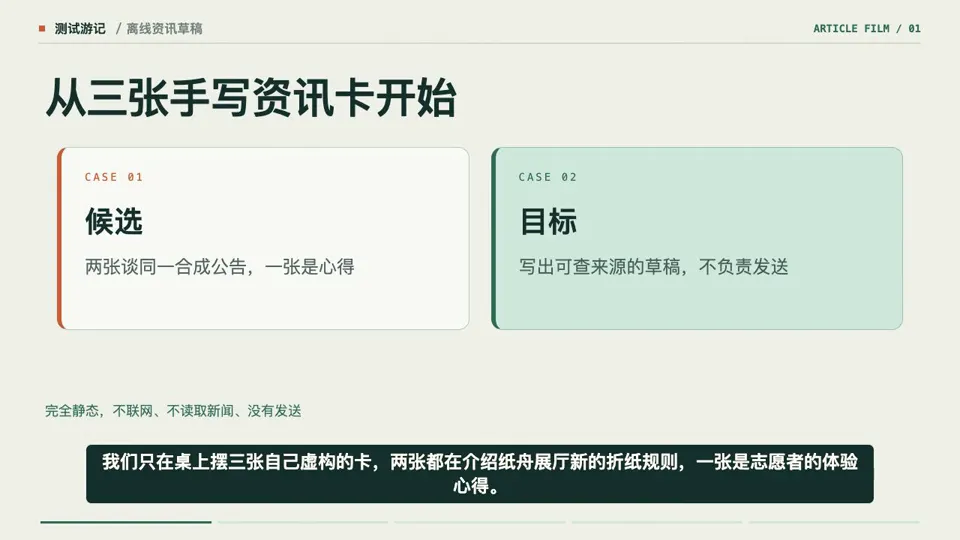 测试游记 / 离线资讯草稿
ARTICLE FILM / 01
从三张手写资讯卡开始
CASE 01
候选
两张谈同一合成公告，一张是心得
CASE 02
目标
写出可查来源的草稿，不负责发送
完全静态，不联网、不读取新闻、没有发送
我们只在桌上摆三张自己虚构的卡，两张都在介绍纸舟展厅新的折纸规则，一张是志愿者的体验
心得。